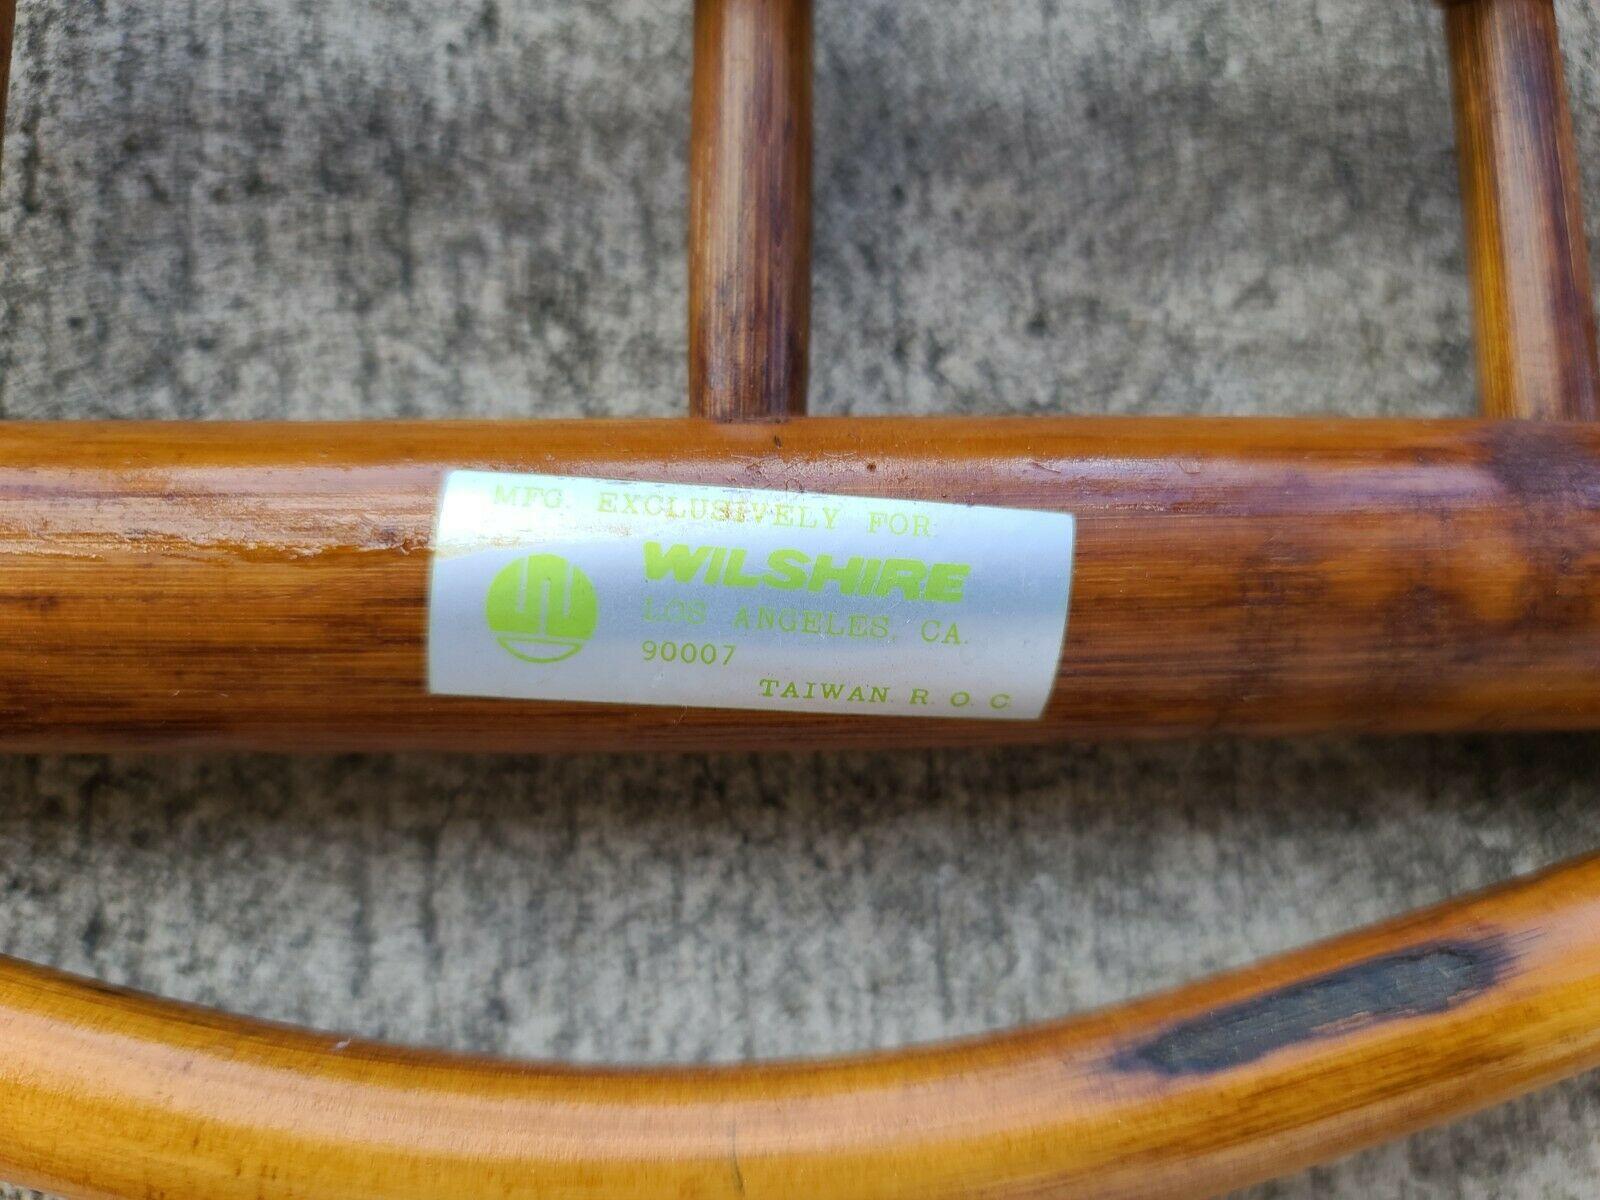 MFG. EXCLUSIVELY FOR:
WILSHIRE
LOS ANGELES, CA.
90007
TAIWAN. R. O. C.